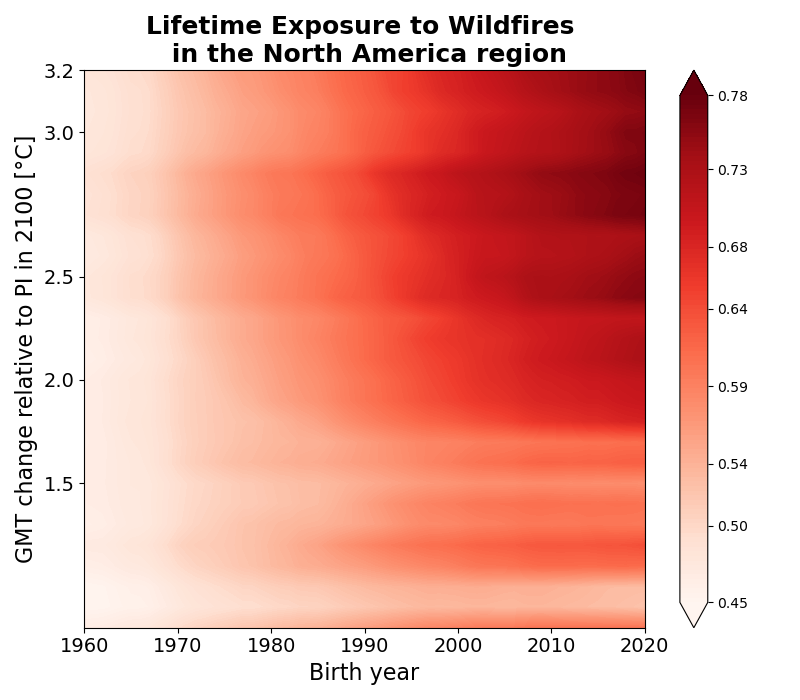 Lifetime Exposure to Wildfires
in the North America region
GMT change relative to PI in 2100 [°C]
3.2
3.0
2.5
2.0
1.5
1960 1970 1980 1990 2000 2010 2020
Birth year
0.78
0.73
0.68
0.64
0.59
0.54
0.50
0.45